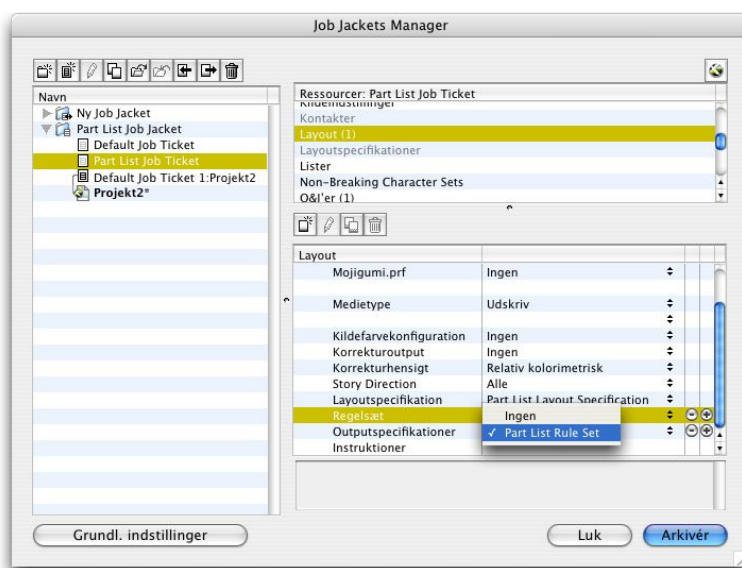 Job Jackets Manager
Navn
Ny Job Jacket
Part List Job Jacket
Default Job Ticket
Part List Job Ticket
Default Job Ticket 1:Projekt2
Projekt2*
Ressourcer: Part List Job Ticket
Kildeindstillinger
Kontakter
Layout (1)
Layoutspecifikationer
Lister
Non-Breaking Character Sets
O&I'er (1)
Layout
Mojigumi.prf Ingen
Medietype Udskriv
Kildefarvekonfiguration Ingen
Korrekturoutput Ingen
Korrekturhensigt Relativ kolorimetrisk
Story Direction Alle
Layoutspecifikation Part List Layout Specification
Regelsæt Ingen
Outputspecifikationer ✓ Part List Rule Set
Instruktioner
Grundl. indstillinger
Luk
Arkivér